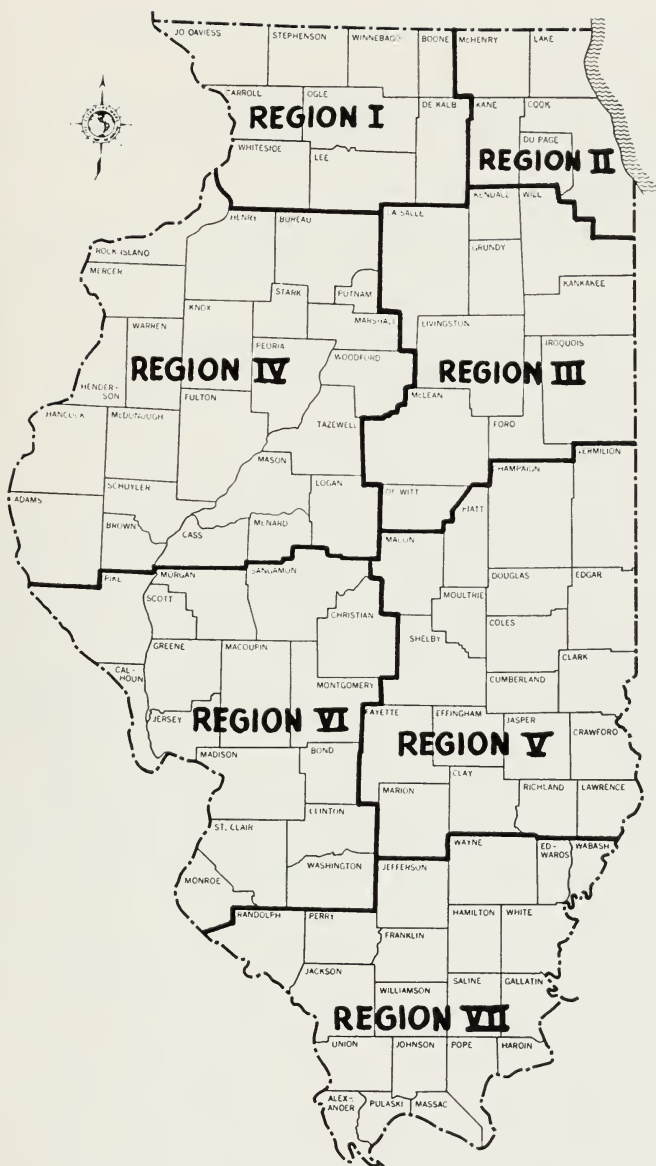 JO DAVIESS STEPHENSON WINNEBAGO BOONE McHENRY LAKE
CARROLL OGLE DE KALB KANE COOK
REGION I
DU PAGE
WHITESIDE LEE
REGION II
HENRY BUREAU LA SALLE KENDALL WILL
ROCK ISLAND
GRUNDY
MERCER
STARK PUTNAM
KANKAKEE
KNOX
MARSHALL
WARREN LIVINGSTON
PEORIA
IROQUOIS
WOODFORD
REGION IV
REGION III
HENDER-
SON
FULTON McLEAN
HANCOCK McDONOUGH
TAZEWELL FORD
MASON
VERMILION
CHAMPAIGN
SCHUYLER LOGAN DE WITT
ADAMS
PIATT
BROWN CASS MENARD
MACON
PIKE MORGAN SANGAMON
DOUGLAS EDGAR
SCOTT
MOULTRIE
CHRISTIAN
COLES
SHELBY
GREENE MACOUPIN
CLARK
CAL-
HOUN
CUMBERLAND
MONTGOMERY
FAYETTE EFFINGHAM
JERSEY
REGION VI
JASPER
CRAWFORD
REGION V
MADISON BOND
CLAY
MARION RICHLAND LAWRENCE
CLINTON
ST. CLAIR
WAYNE ED-
WARDS WABASH
WASHINGTON JEFFERSON
MONROE
RANDOLPH PERRY HAMILTON WHITE
FRANKLIN
JACKSON
SALINE GALLATIN
WILLIAMSON
REGION VII
UNION JOHNSON POPE HARDIN
ALEX-
ANDER PULASKI MASSAC